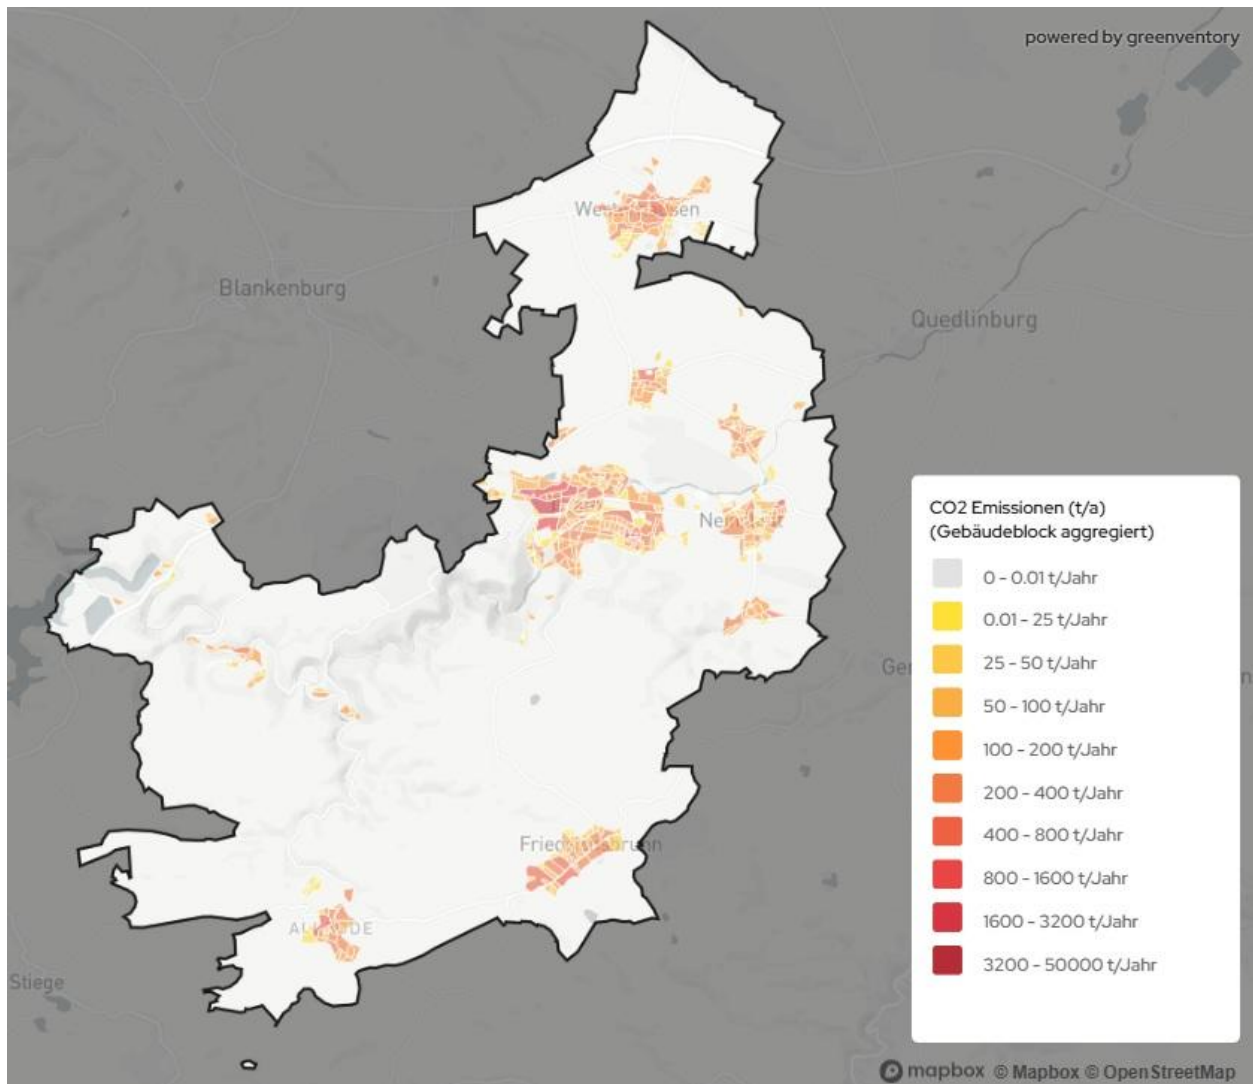 powered by greenventory
Blankenburg
Quedlinburg
CO2 Emissionen (t/a)
(Gebäudeblock aggregiert)
0 - 0.01 t/Jahr
0.01 - 25 t/Jahr
25 - 50 t/Jahr
50 - 100 t/Jahr
100 - 200 t/Jahr
200 - 400 t/Jahr
400 - 800 t/Jahr
800 - 1600 t/Jahr
1600 - 3200 t/Jahr
3200 - 50000 t/Jahr
Stiege
mapbox © Mapbox © OpenStreetMap